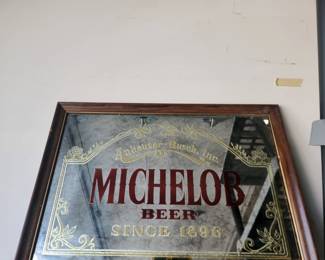 Anheuser-Busch, Inc.
MICHELOB
BEER
SINCE 1896